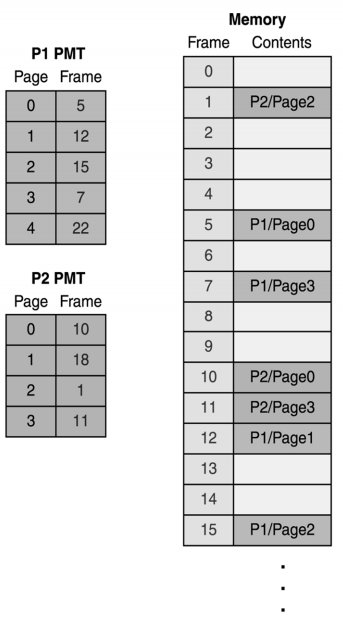 P1 PMT
Page Frame
0 5
1 12
2 15
3 7
4 22
P2 PMT
Page Frame
0 10
1 18
2 1
3 11
Memory
Frame Contents
0
1 P2/Page2
2
3
4
5 P1/Page0
6
7 P1/Page3
8
9
10 P2/Page0
11 P2/Page3
12 P1/Page1
13
14
15 P1/Page2
.
.
.